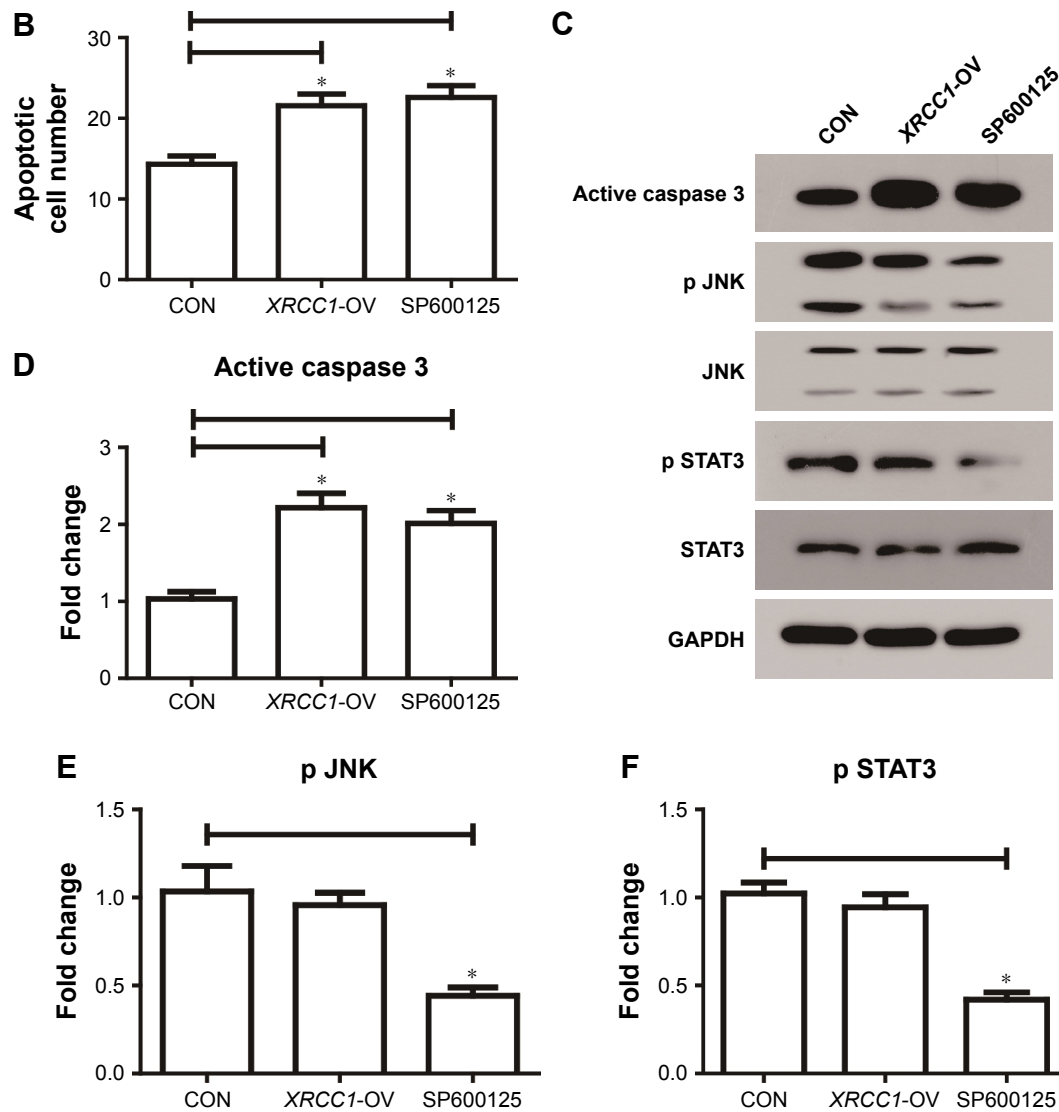 B
Apoptotic
cell number
30
20
10
0
*
*
CON
XRCC1-OV
SP600125
C
CON
XRCC1-OV
SP600125
Active caspase 3
p JNK
JNK
p STAT3
STAT3
GAPDH
D
Active caspase 3
Fold change
3
2
1
0
*
*
CON
XRCC1-OV
SP600125
E
p JNK
Fold change
1.5
1.0
0.5
0.0
*
CON
XRCC1-OV
SP600125
F
p STAT3
Fold change
1.5
1.0
0.5
0.0
*
CON
XRCC1-OV
SP600125